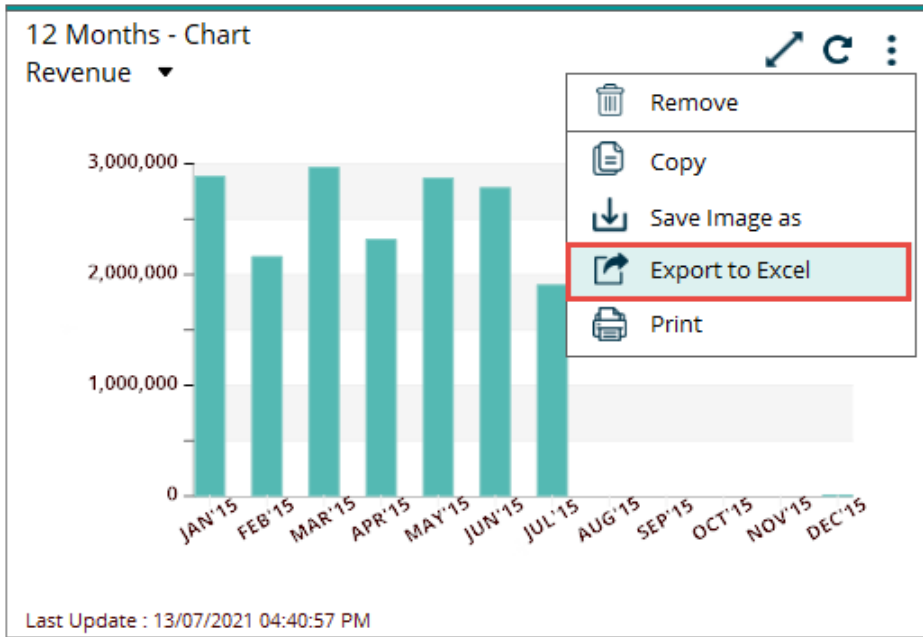 12 Months - Chart
Revenue
Remove
Copy
Save Image as
Export to Excel
Print
3,000,000
2,000,000
1,000,000
0
JAN'15 FEB'15 MAR'15 APR'15 MAY'15 JUN'15 JUL'15 AUG'15 SEP'15 OCT'15 NOV'15 DEC'15
Last Update : 13/07/2021 04:40:57 PM